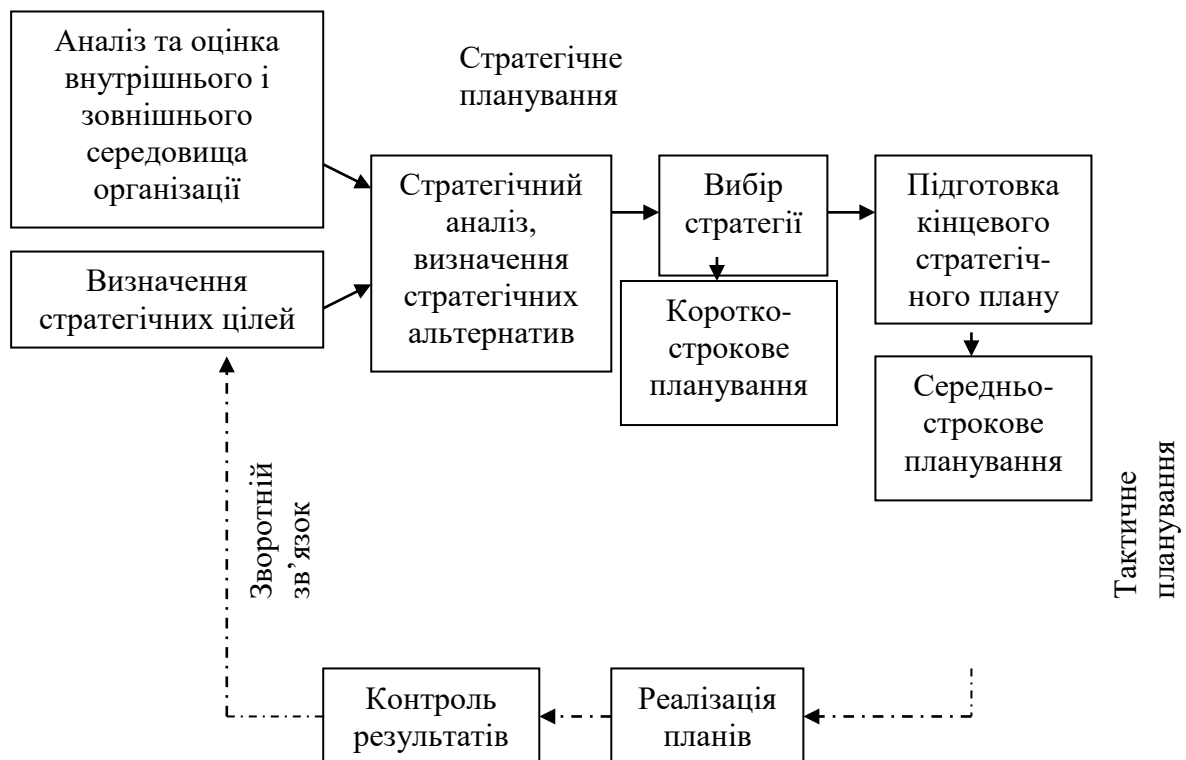 Аналіз та оцінка
внутрішнього і
зовнішнього
середовища
організації
Стратегічне
планування
Визначення
стратегічних цілей
Стратегічний
аналіз,
визначення
стратегічних
альтернатив
Вибір
стратегії
Підготовка
кінцевого
стратегіч-
ного плану
Коротко-
строкове
планування
Середньо-
строкове
планування
Зворотній
зв’язок
Тактичне
планування
Контроль
результатів
Реалізація
планів